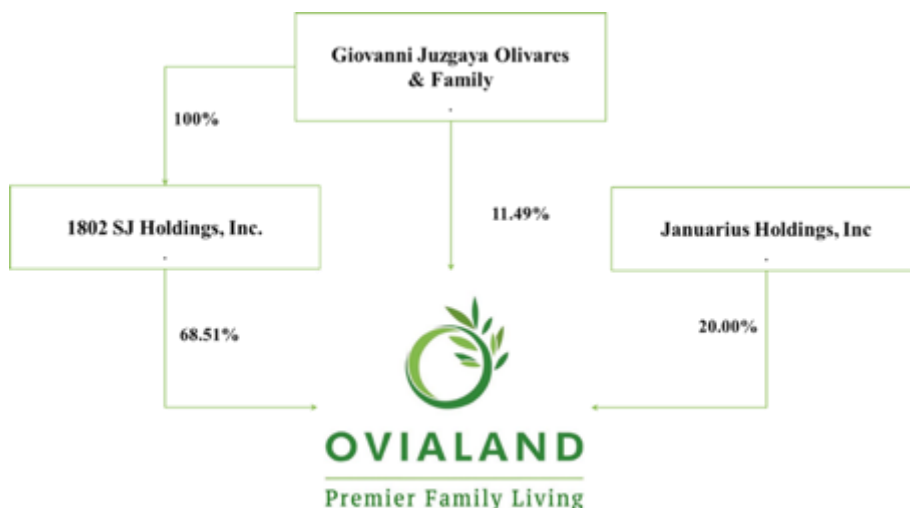 Giovanni Juzgaya Olivares
& Family
.
100%
1802 SJ Holdings, Inc.
.
11.49%
Januarius Holdings, Inc
.
68.51%
20.00%
OVIALAND
Premier Family Living